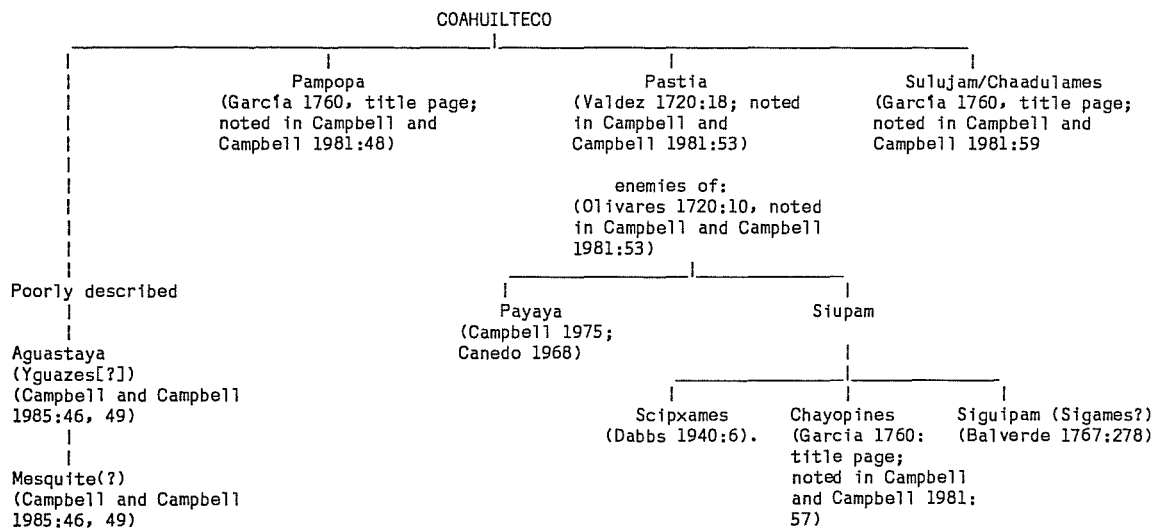 COAHUILTECO
Pampopa
(García 1760, title page;
noted in Campbell and
Campbell 1981:48)
Pastia
(Valdez 1720:18; noted
in Campbell and
Campbell 1981:53)
Sulujam/Chaadulames
(García 1760, title page;
noted in Campbell and
Campbell 1981:59
enemies of:
(Olivares 1720:10, noted
in Campbell and Campbell
1981:53)
Poorly described
Aguastaya
(Yguazes[?])
(Campbell and Campbell
1985:46, 49)
Mesquite(?)
(Campbell and Campbell
1985:46, 49)
Payaya
(Campbell 1975;
Canedo 1968)
Siupam
Scipxames
(Dabbs 1940:6).
Chayopines
(García 1760:
title page;
noted in Campbell
and Campbell 1981:
57)
Siguipam (Sigames?)
(Balverde 1767:278)